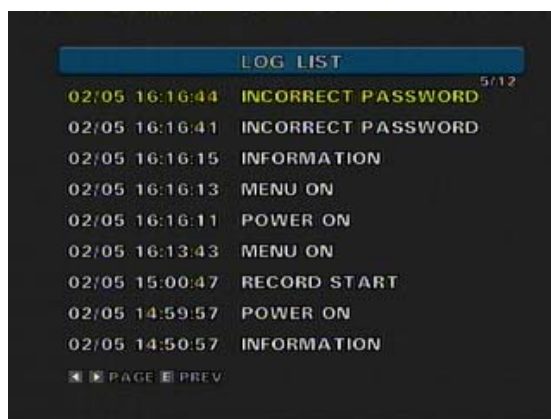 LOG LIST
5/12
02/05 16:16:44 INCORRECT PASSWORD
02/05 16:16:41 INCORRECT PASSWORD
02/05 16:16:15 INFORMATION
02/05 16:16:13 MENU ON
02/05 16:16:11 POWER ON
02/05 16:13:43 MENU ON
02/05 15:00:47 RECORD START
02/05 14:59:57 POWER ON
02/05 14:50:57 INFORMATION
◀ ▶ PAGE E PREV